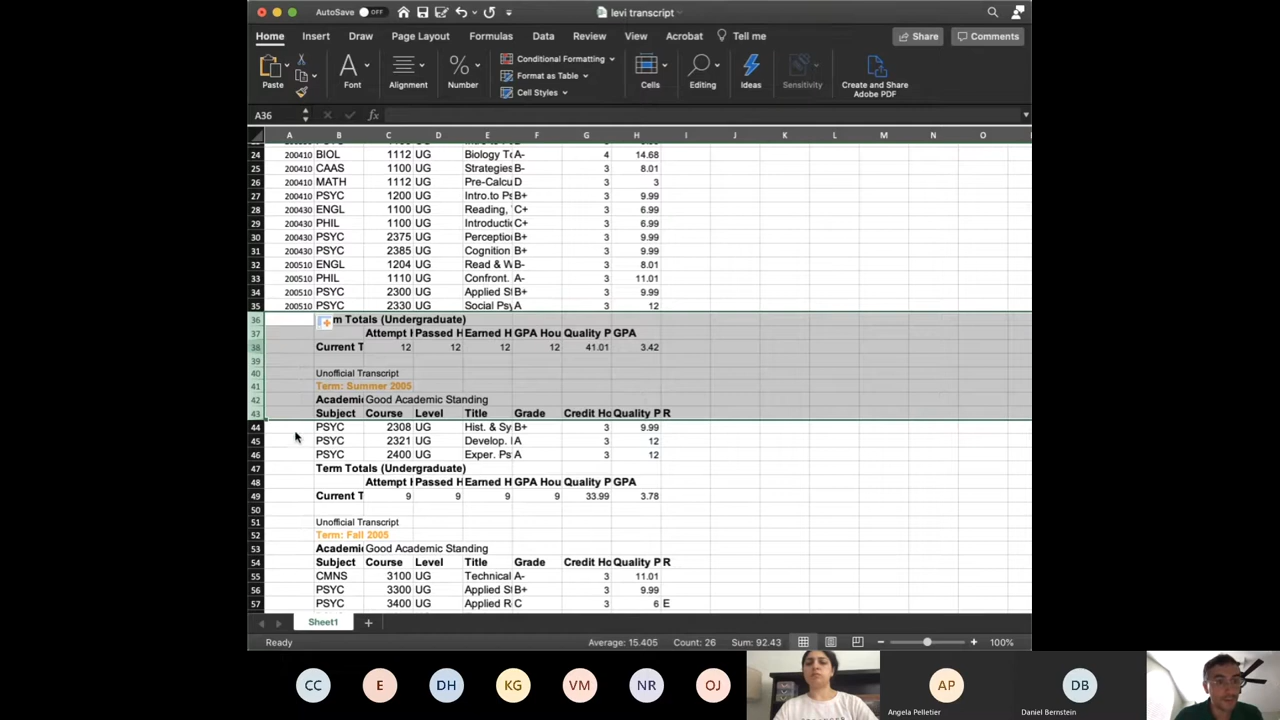 AutoSave OFF levi transcript
Home Insert Draw Page Layout Formulas Data Review View Acrobat Tell me Share Comments
Paste Font Alignment Number Conditional Formatting Format as Table Cell Styles Cells Editing Ideas Sensitivity Create and Share Adobe PDF
A36 fx
A B C D E F G H I J K L M N O
24 200410 BIOL 1112 UG Biology A- 4 14.68
25 200410 CAAS 1100 UG Strategies B- 3 8.01
26 200410 MATH 1112 UG Pre-Calcu D 3 3
27 200410 PSYC 1200 UG Intro.to Ps B+ 3 9.99
28 200430 ENGL 1100 UG Reading, C+ 3 6.99
29 200430 PHIL 1100 UG Introducti C+ 3 6.99
30 200430 PSYC 2375 UG Perceptio B+ 3 9.99
31 200430 PSYC 2385 UG Cognition B+ 3 9.99
32 200510 ENGL 1204 UG Read & W B- 3 8.01
33 200510 PHIL 1110 UG Confront. A- 3 11.01
34 200510 PSYC 2300 UG Applied St B+ 3 9.99
35 200510 PSYC 2330 UG Social Psy A 3 12
36 m Totals (Undergraduate)
37 Attempt H Passed H Earned H GPA Hou Quality P GPA
38 Current T 12 12 12 12 41.01 3.42
39
40 Unofficial Transcript
41 Term: Summer 2005
42 Academic Good Academic Standing
43 Subject Course Level Title Grade Credit Ho Quality P R
44 PSYC 2308 UG Hist. & Sy B+ 3 9.99
45 PSYC 2321 UG Develop. A 3 12
46 PSYC 2400 UG Exper. Ps A 3 12
47 Term Totals (Undergraduate)
48 Attempt H Passed H Earned H GPA Hou Quality P GPA
49 Current T 9 9 9 9 33.99 3.78
50
51 Unofficial Transcript
52 Term: Fall 2005
53 Academic Good Academic Standing
54 Subject Course Level Title Grade Credit Ho Quality P R
55 CMNS 3100 UG Technical A- 3 11.01
56 PSYC 3300 UG Applied St B+ 3 9.99
57 PSYC 3400 UG Applied R C 3 6 E
Sheet1 +
Ready Average: 15.405 Count: 26 Sum: 92.43 100%
CC E DH KG VM NR OJ AP DB
Angela Pelletier Daniel Bernstein